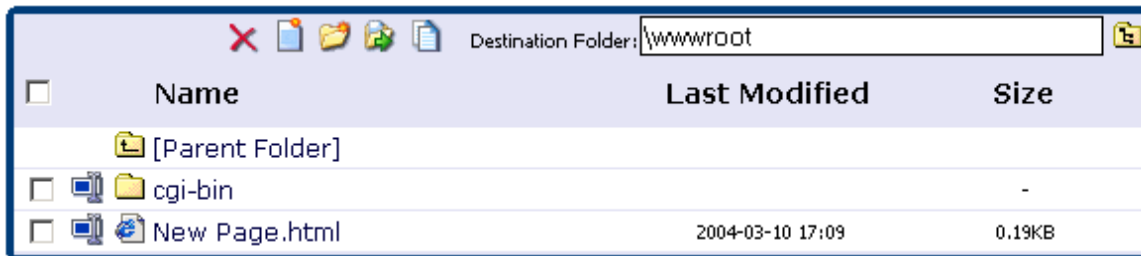 Destination Folder: \wwwroot
Name Last Modified Size
[Parent Folder]
cgi-bin -
New Page.html 2004-03-10 17:09 0.19KB